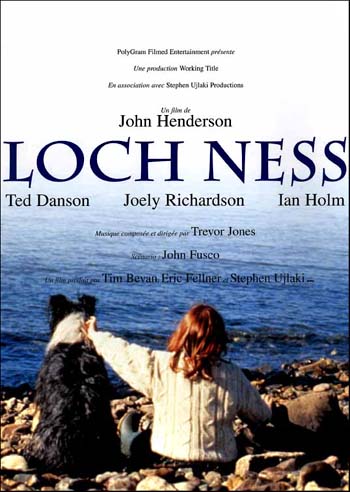 PolyGram Filmed Entertainment présente
Une production Working Title
En association avec Stephen Ujlaki Productions
Un film de
John Henderson
LOCH NESS
Ted Danson Joely Richardson Ian Holm
Musique composée et dirigée par Trevor Jones
Scénario John Fusco
Un film produit par Tim Bevan Eric Fellner et Stephen Ujlaki